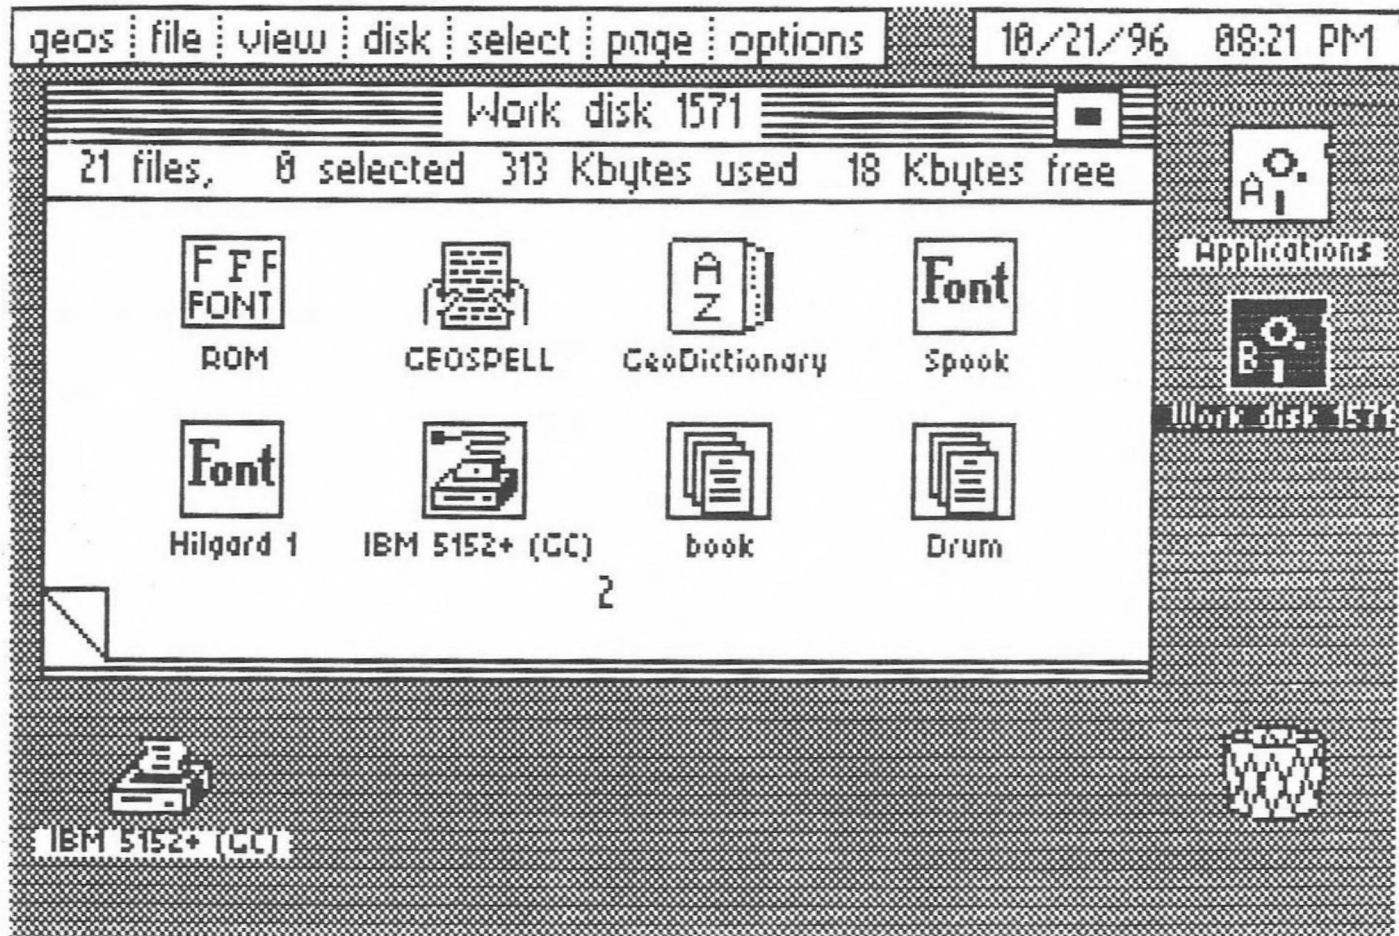 geos file view disk select page options 10/21/96 08:21 PM
Work disk 1571
21 files, 0 selected 313 Kbytes used 18 Kbytes free
A
Applications
F F F
FONT
A
Z
Font
ROM
GEOSPELL
GeoDictionary
Spook
B
Work disk 1571
Font
Hilgard 1
IBM 5152+ (GC)
book
Drum
2
IBM 5152+ (GC)